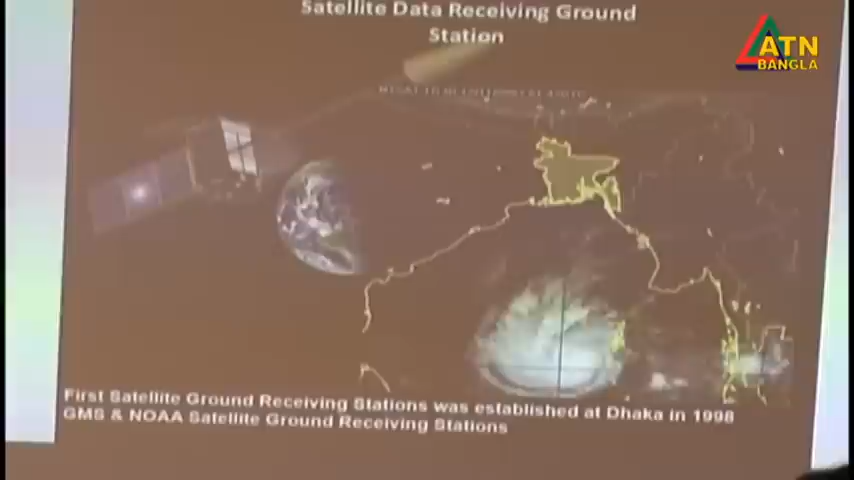 Satellite Data Receiving Ground
Station
ATN
BANGLA
First Satellite Ground Receiving Stations was established at Dhaka in 1998
GMS & NOAA Satellite Ground Receiving Stations